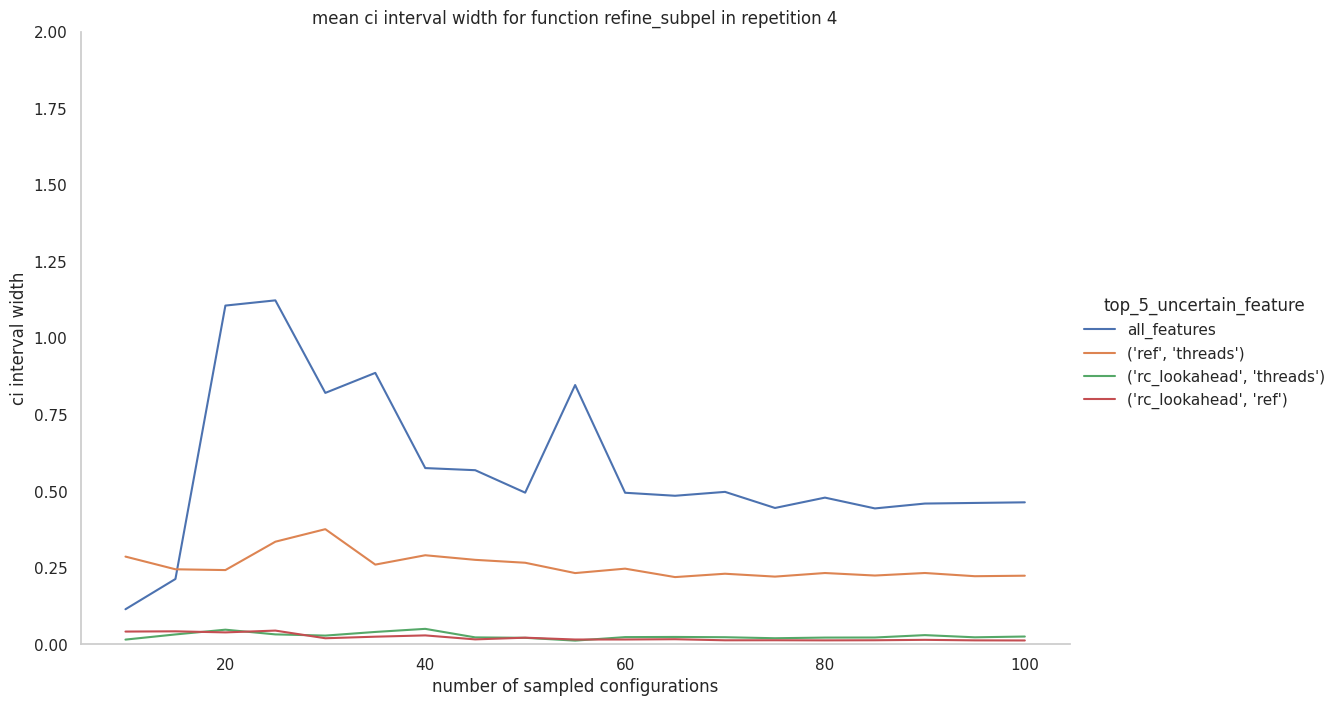 mean ci interval width for function refine_subpel in repetition 4
2.00
1.75
1.50
1.25
1.00
0.75
0.50
0.25
0.00
ci interval width
20
40
60
80
100
number of sampled configurations
top_5_uncertain_feature
all_features
('ref', 'threads')
('rc_lookahead', 'threads')
('rc_lookahead', 'ref')